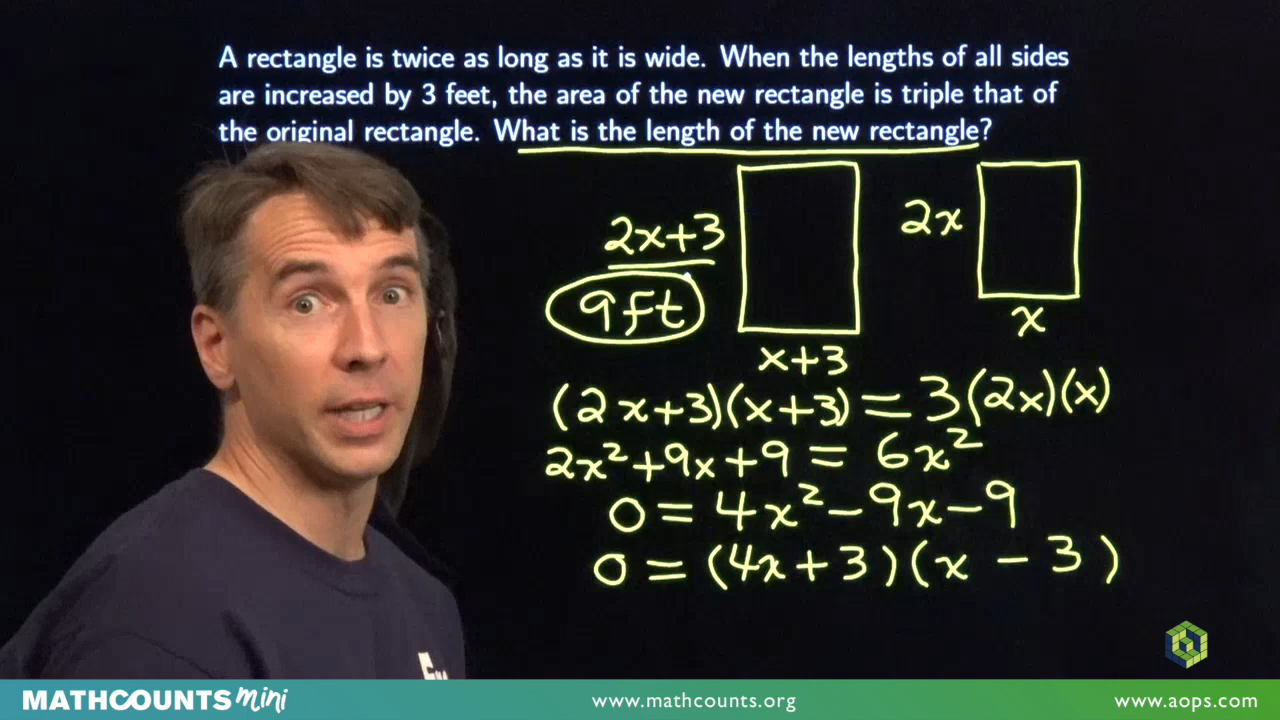 A rectangle is twice as long as it is wide. When the lengths of all sides
are increased by 3 feet, the area of the new rectangle is triple that of
the original rectangle. What is the length of the new rectangle?
2x+3
9ft
x+3
2x
x
(2x+3)(x+3) = 3(2x)(x)
2x²+9x+9 = 6x²
0 = 4x²-9x-9
0 = (4x+3)(x - 3)
MATHCOUNTS mini
www.mathcounts.org
www.aops.com